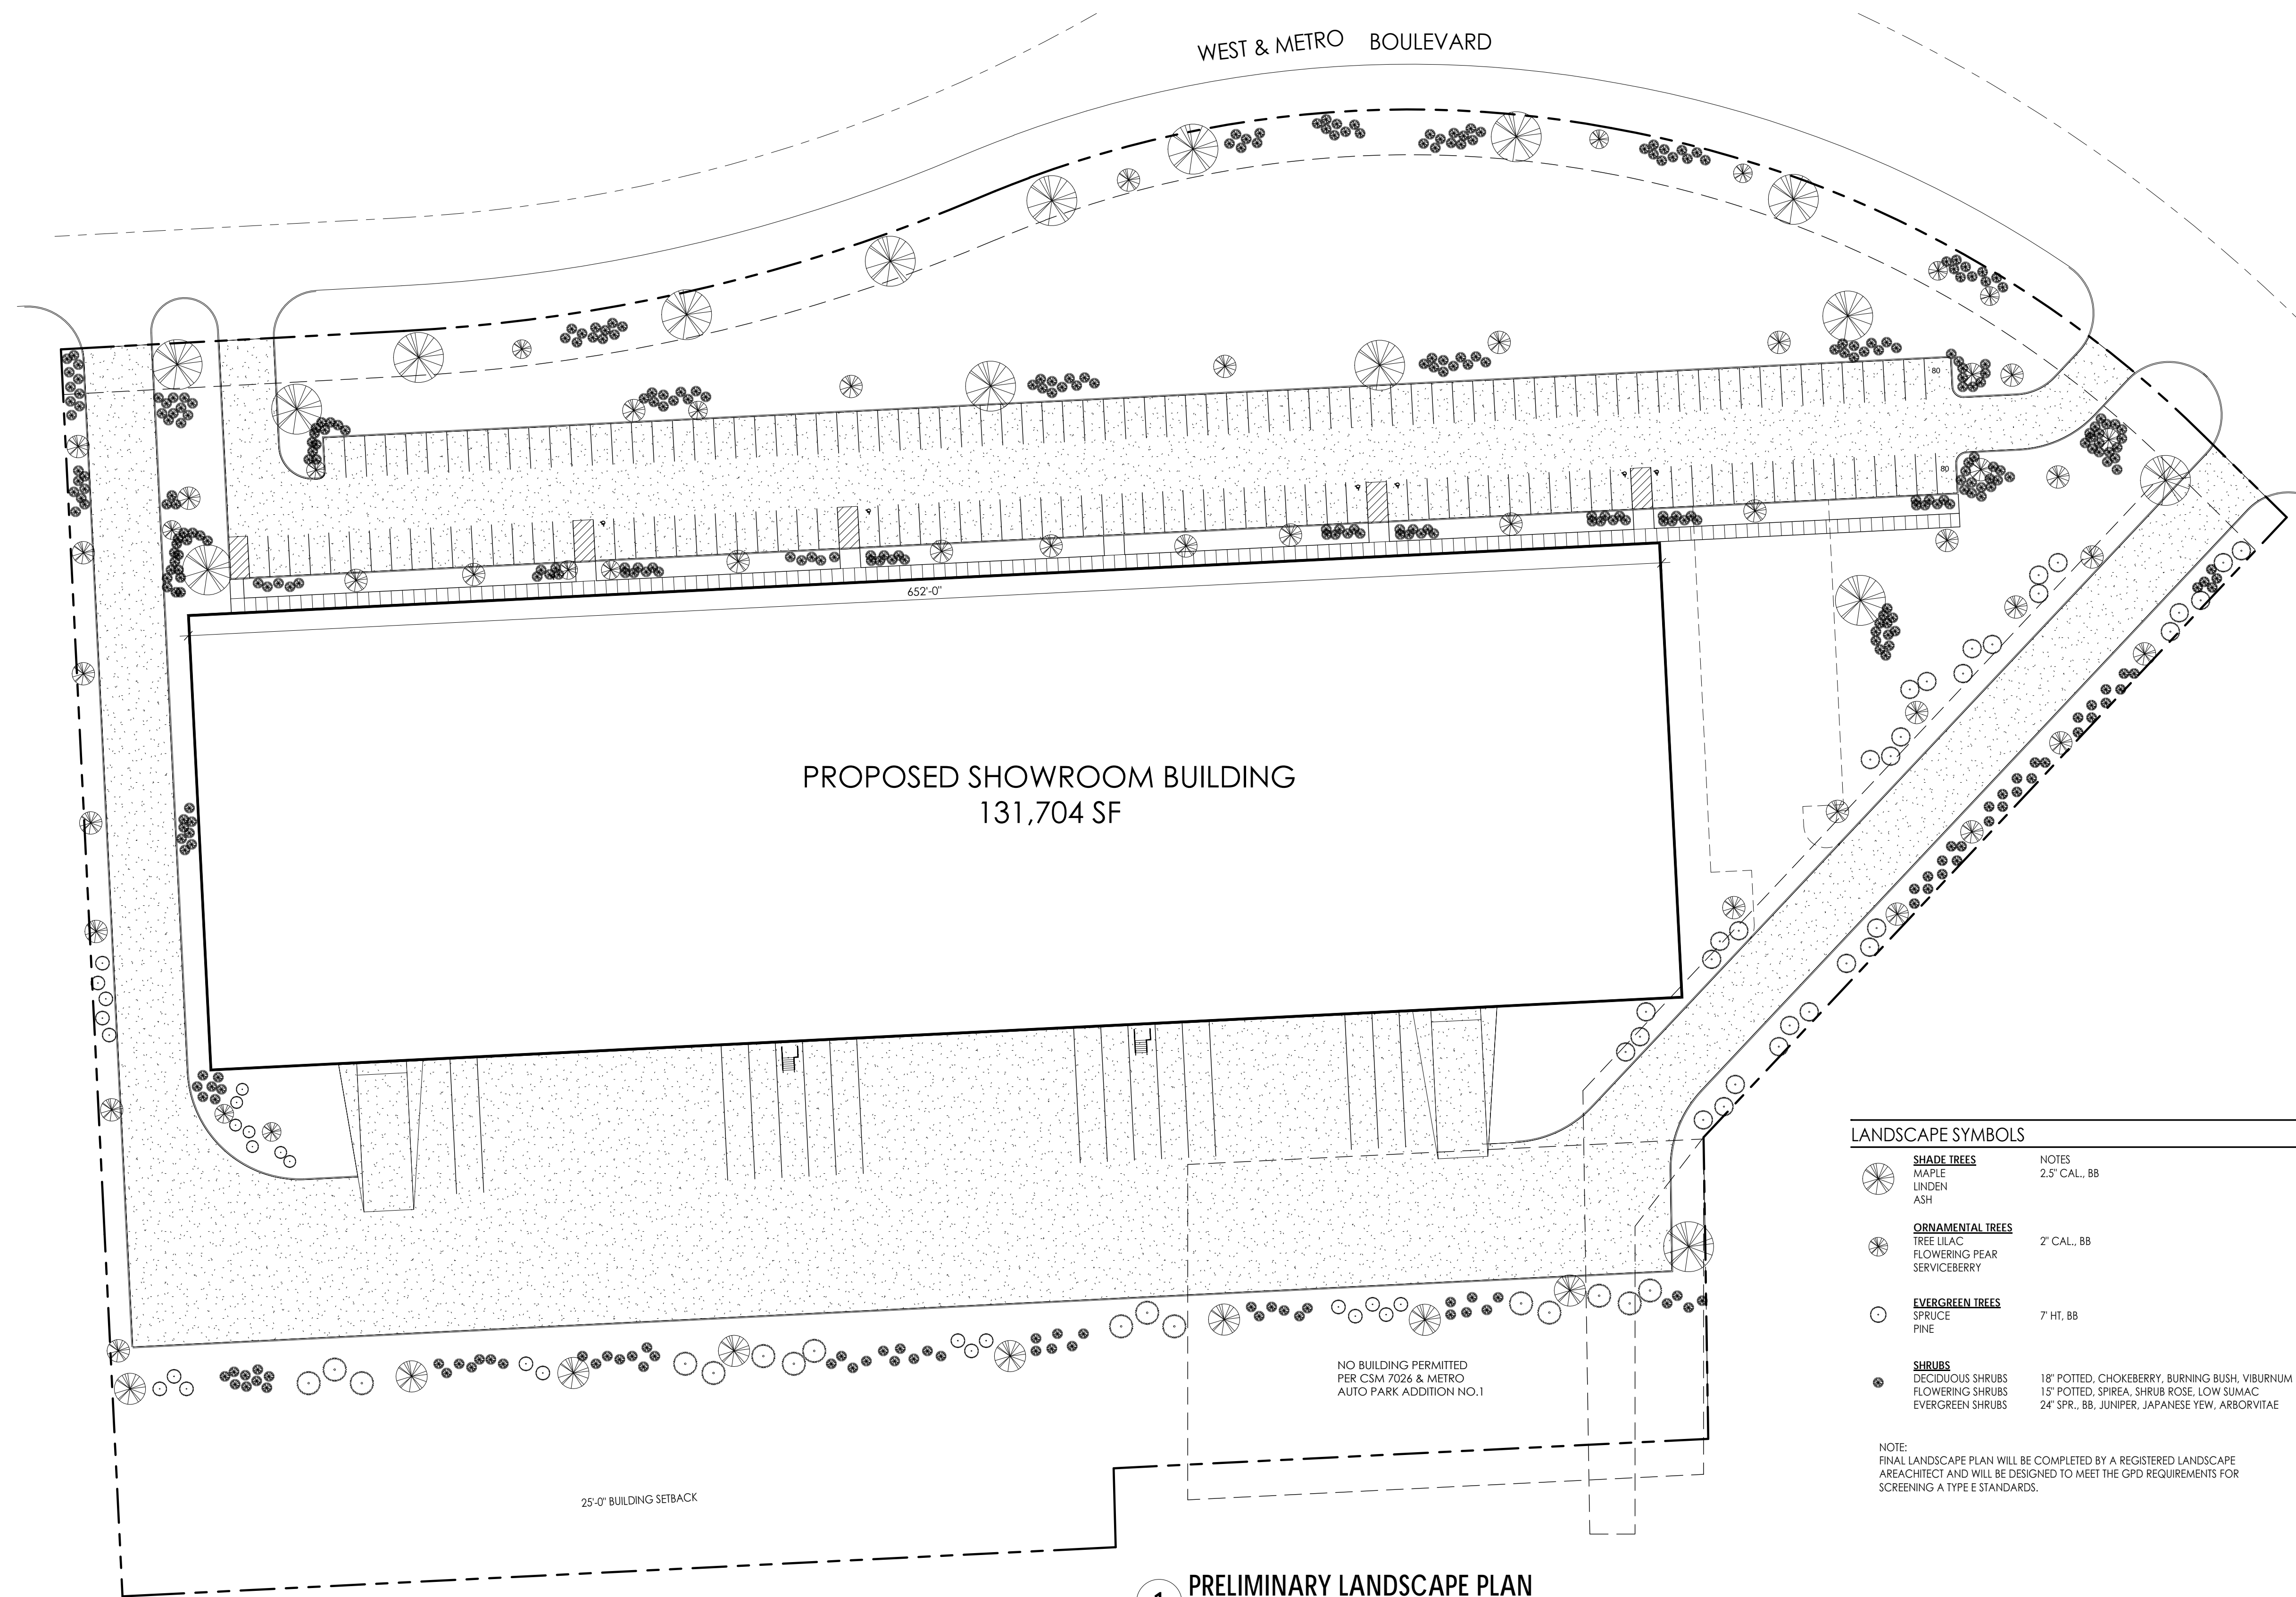 WEST & METRO BOULEVARD
80
80
652'-0"
PROPOSED SHOWROOM BUILDING
131,704 SF
LANDSCAPE SYMBOLS
SHADE TREES NOTES
MAPLE 2.5" CAL., BB
LINDEN
ASH
ORNAMENTAL TREES
TREE LILAC 2" CAL., BB
FLOWERING PEAR
SERVICEBERRY
EVERGREEN TREES
SPRUCE 7' HT, BB
PINE
SHRUBS
DECIDUOUS SHRUBS 18" POTTED, CHOKEBERRY, BURNING BUSH, VIBURNUM
FLOWERING SHRUBS 15" POTTED, SPIREA, SHRUB ROSE, LOW SUMAC
EVERGREEN SHRUBS 24" SPR., BB, JUNIPER, JAPANESE YEW, ARBORVITAE
NO BUILDING PERMITTED
PER CSM 7026 & METRO
AUTO PARK ADDITION NO.1
NOTE:
FINAL LANDSCAPE PLAN WILL BE COMPLETED BY A REGISTERED LANDSCAPE
AREACHITECT AND WILL BE DESIGNED TO MEET THE GPD REQUIREMENTS FOR
SCREENING A TYPE E STANDARDS.
25'-0" BUILDING SETBACK
PRELIMINARY LANDSCAPE PLAN